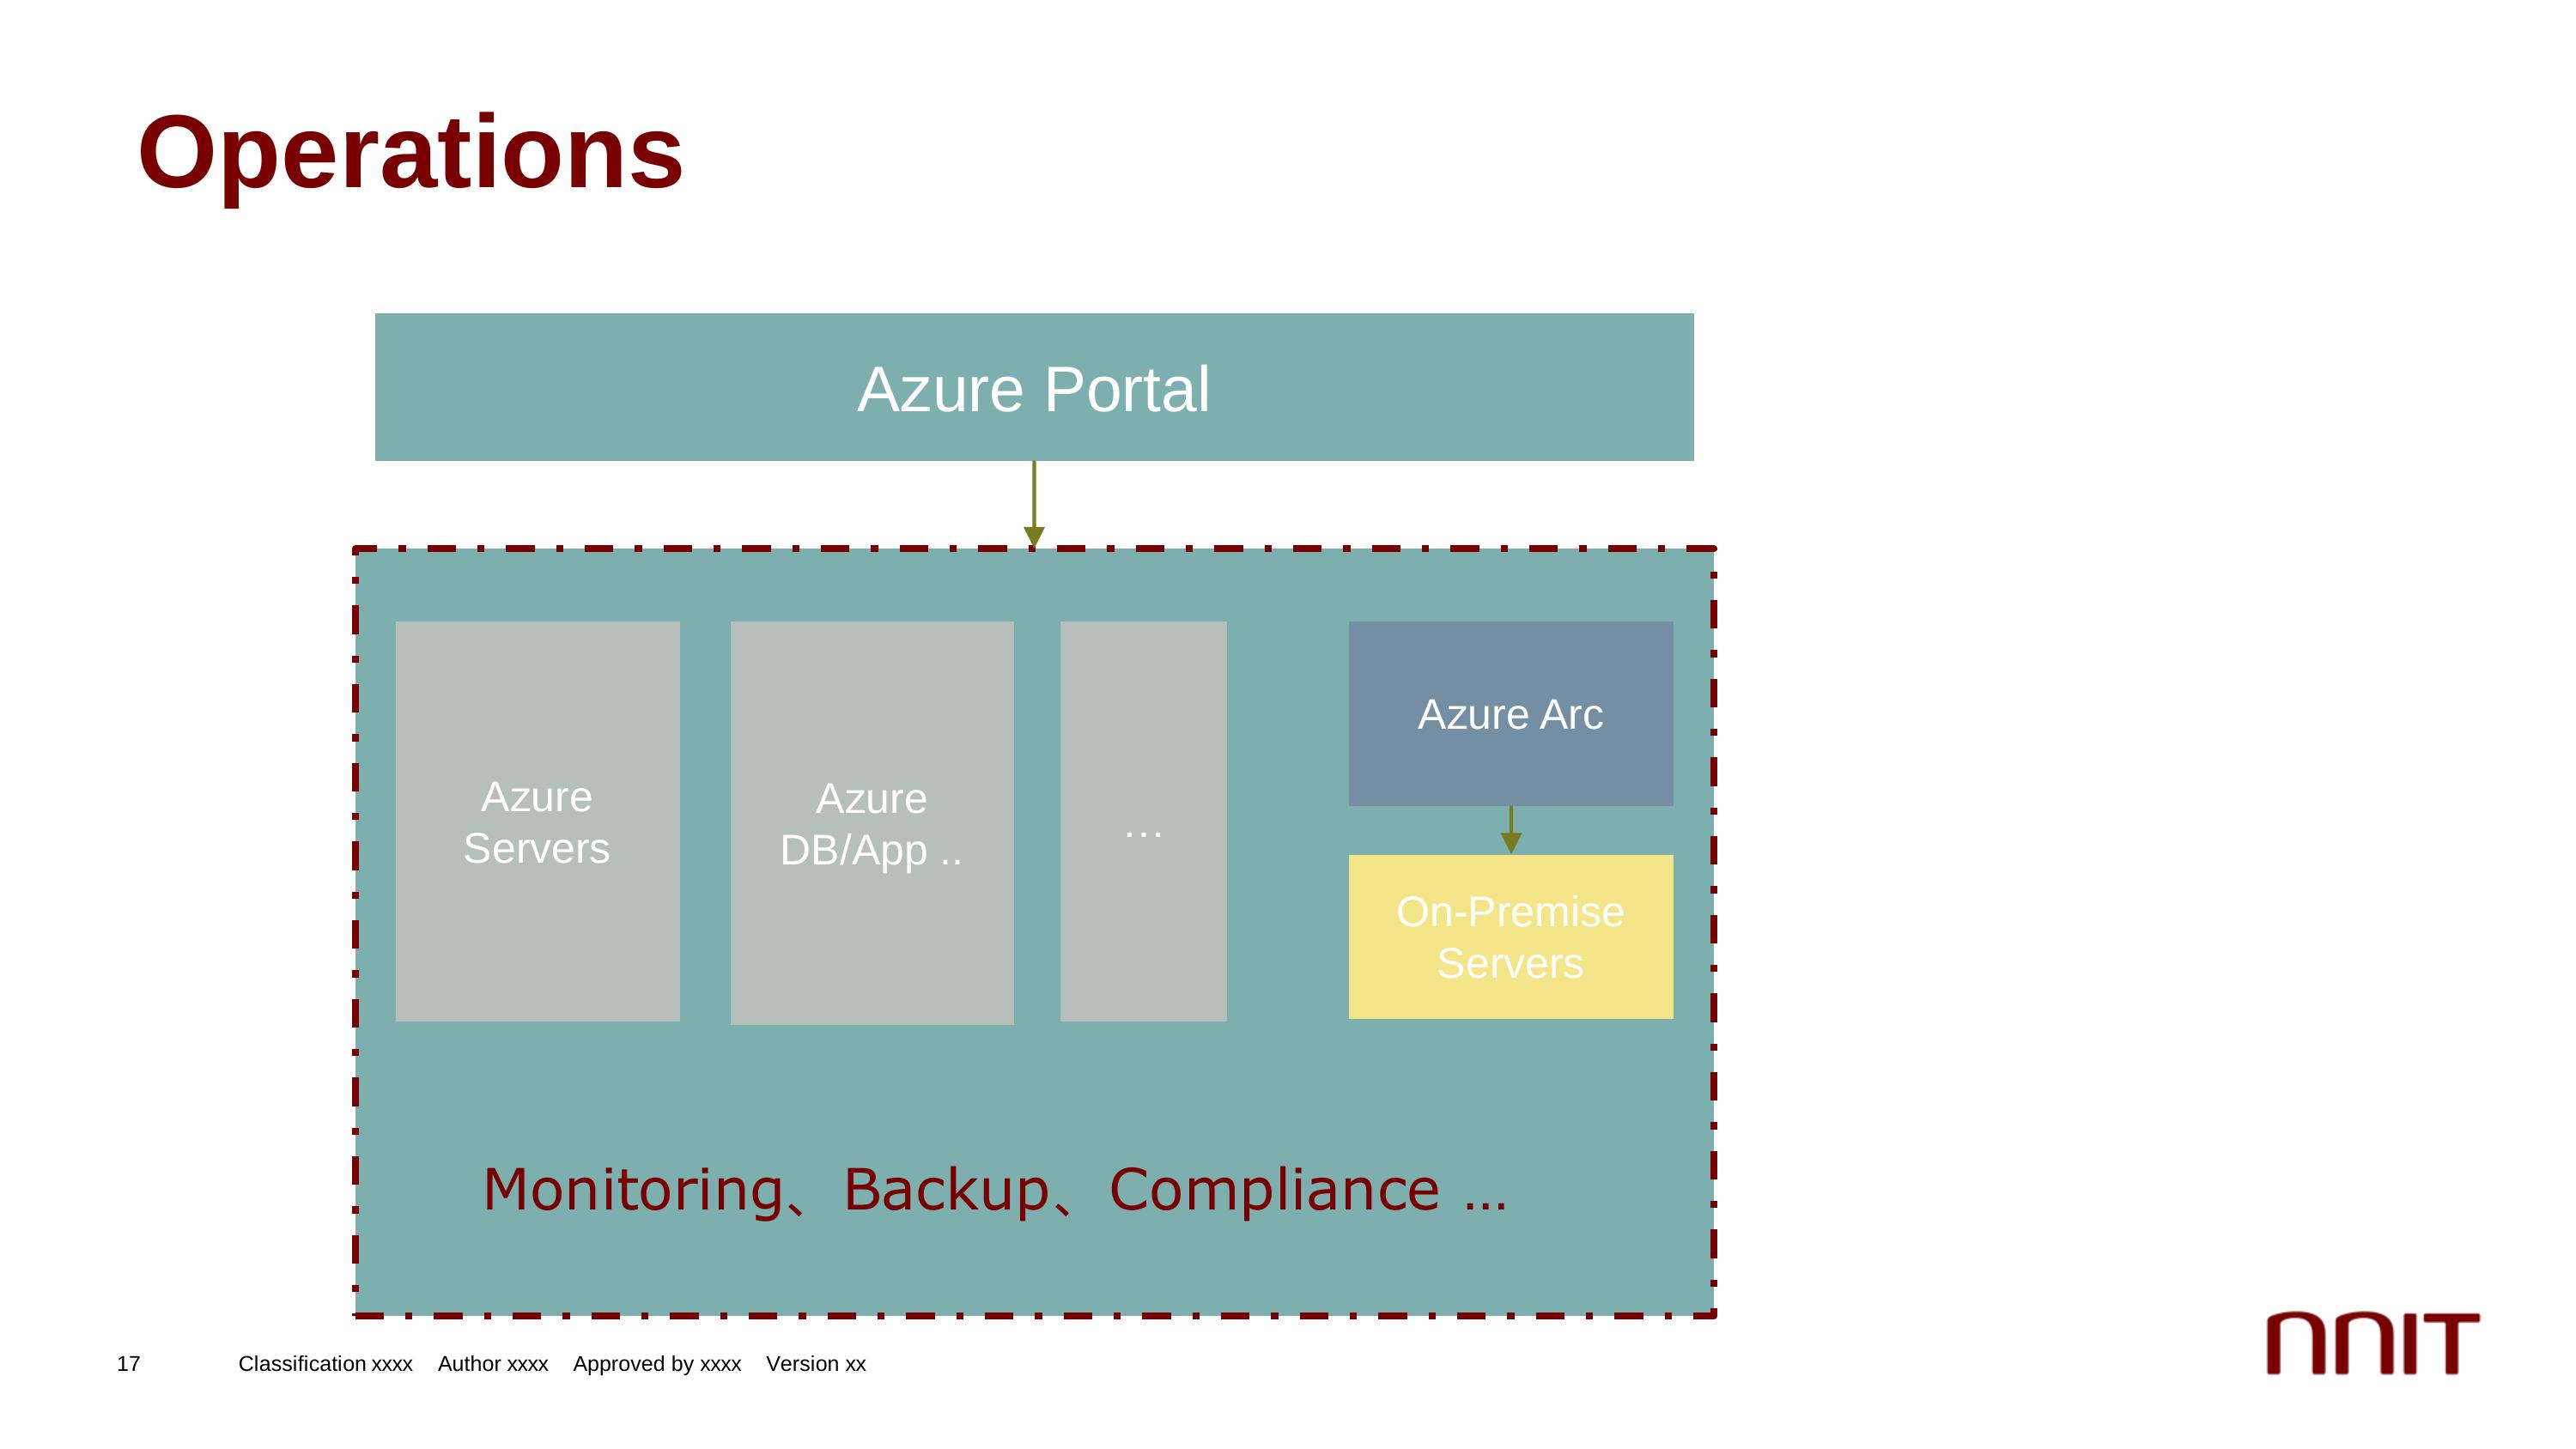 Operations
Azure Portal
Azure
Servers
Azure
DB/App ..
...
Azure Arc
On-Premise
Servers
Monitoring、Backup、Compliance ...
17 Classification xxxx Author xxxx Approved by xxxx Version xx
NNIT